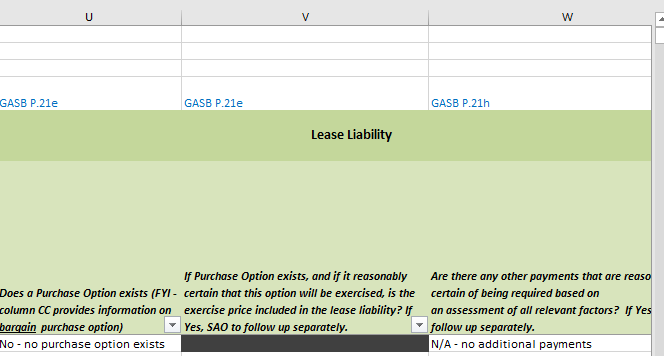 U V W
GASB P.21e GASB P.21e GASB P.21h
Lease Liability
Does a Purchase Option exists (FYI -
column CC provides information on
bargain purchase option)
If Purchase Option exists, and if it reasonably
certain that this option will be exercised, is the
exercise price included in the lease liability? If
Yes, SAO to follow up separately.
Are there any other payments that are reaso
certain of being required based on
an assessment of all relevant factors? If Yes
follow up separately.
No - no purchase option exists N/A - no additional payments